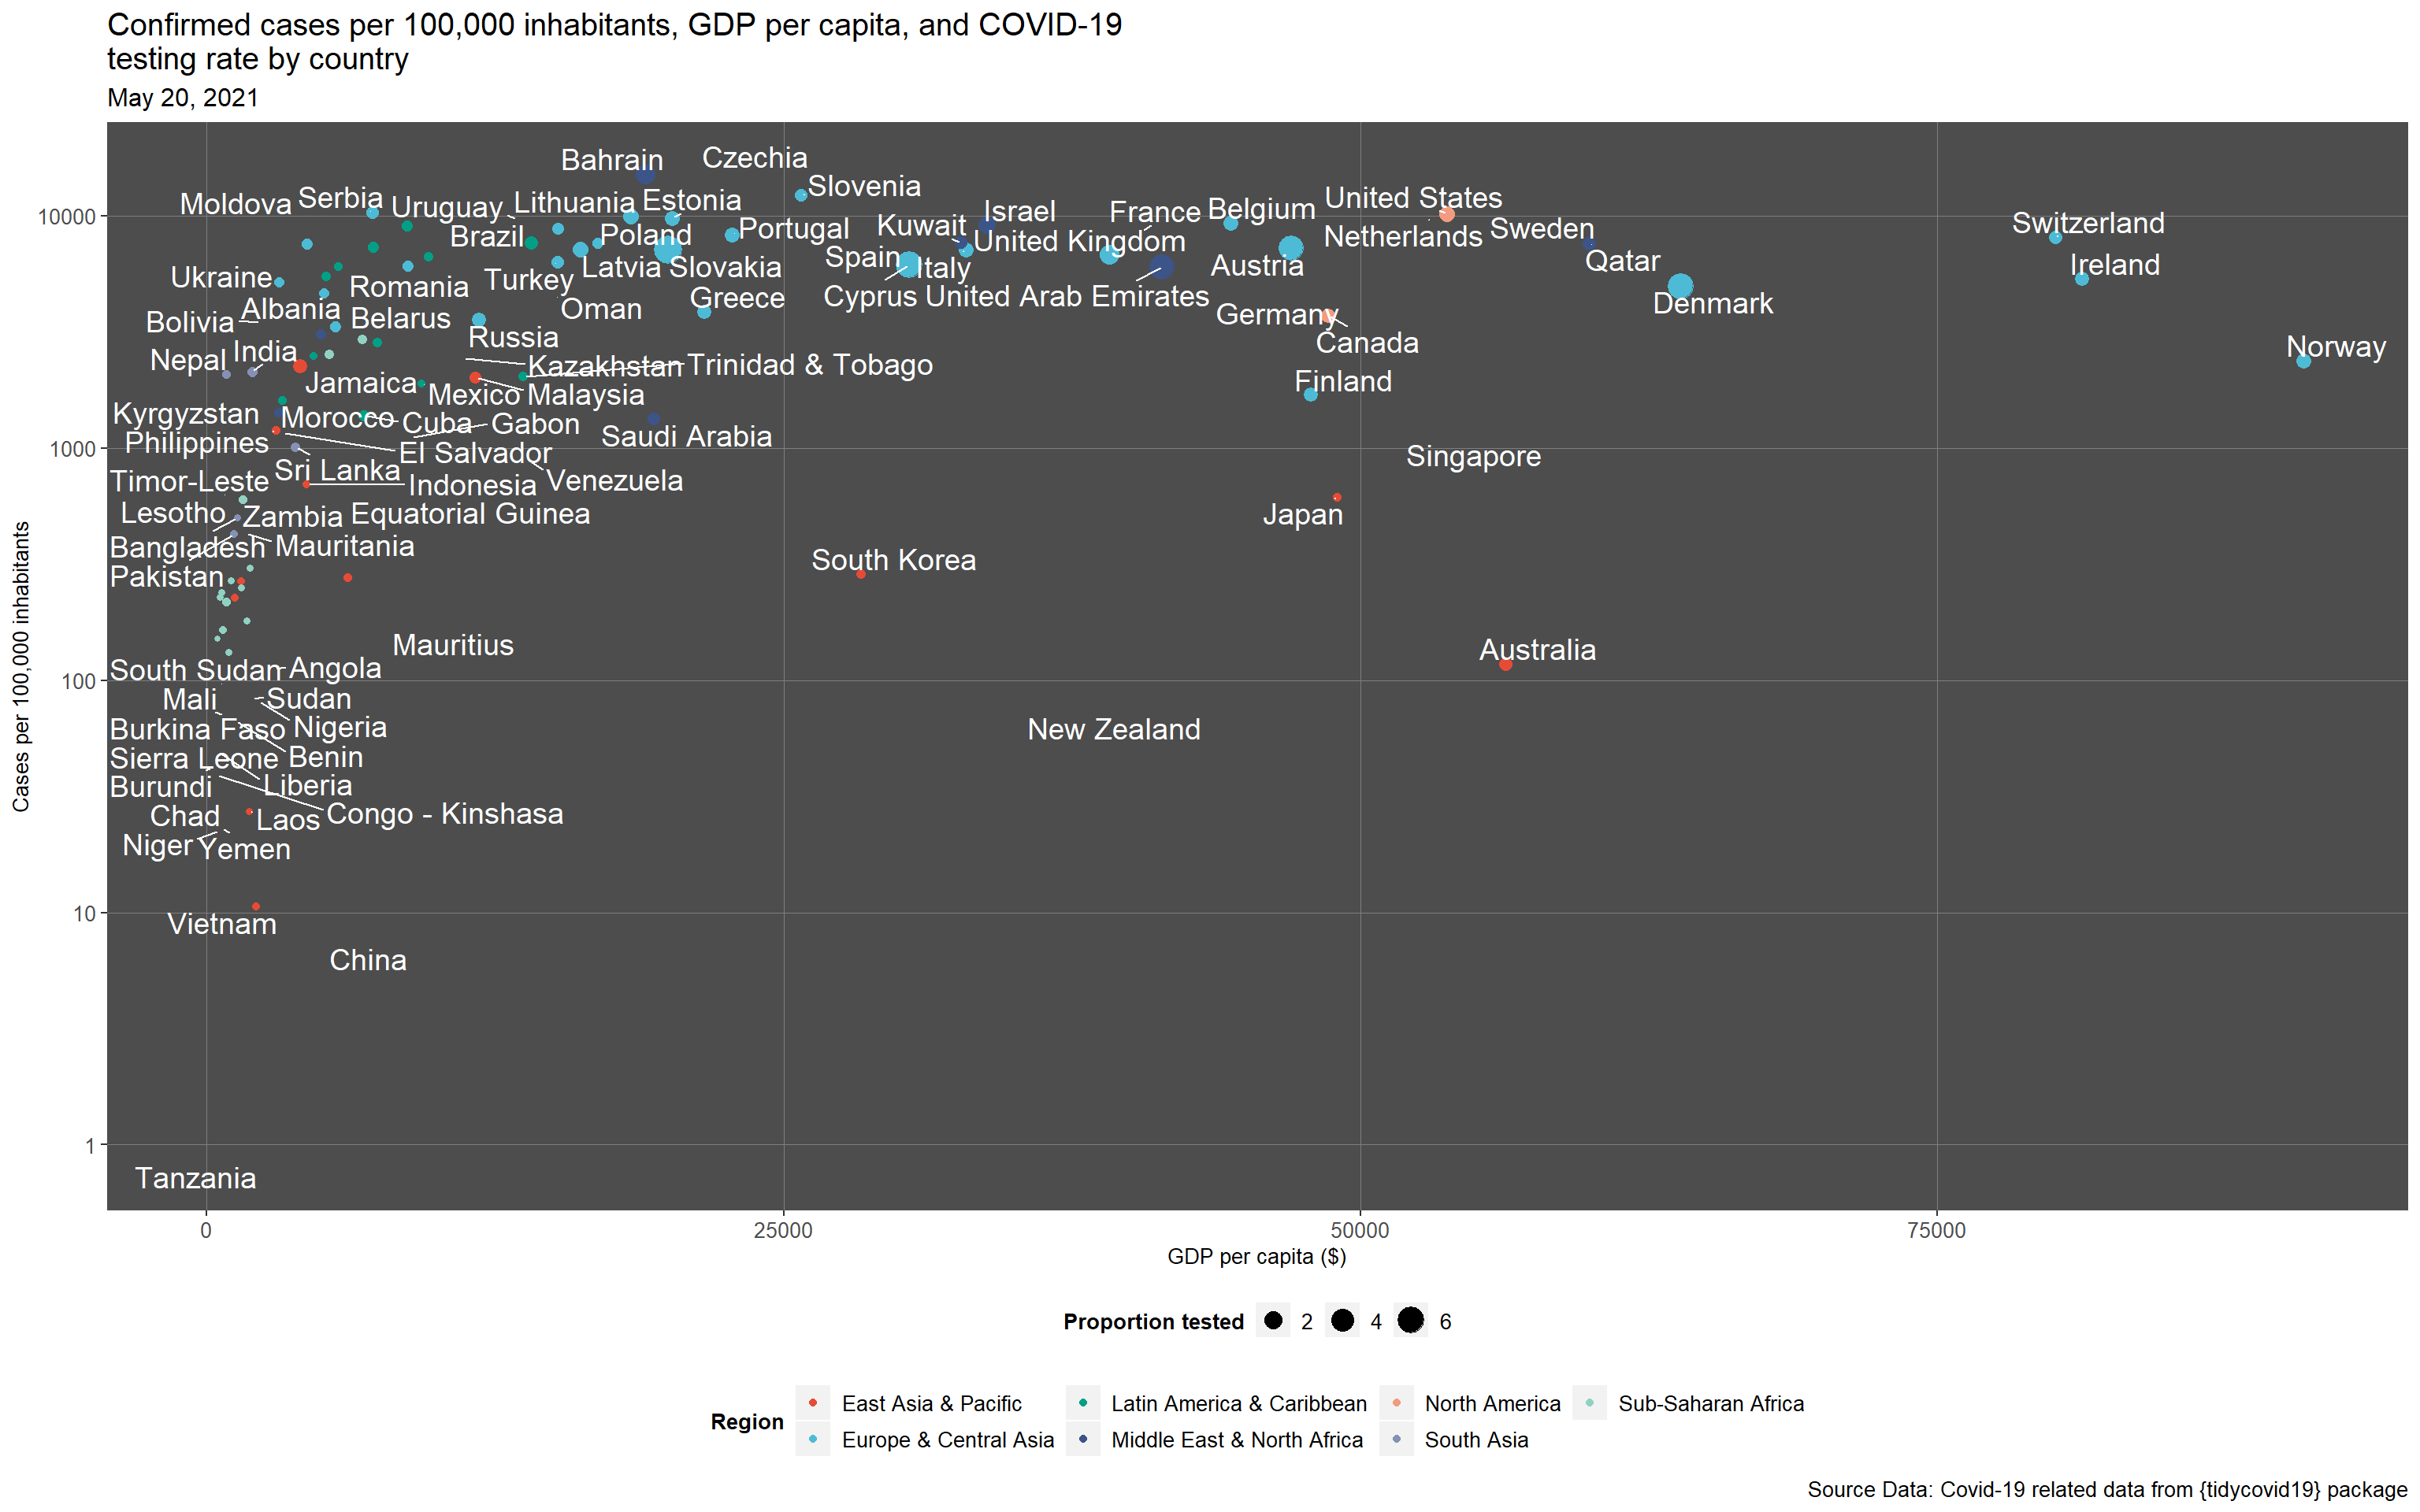 Confirmed cases per 100,000 inhabitants, GDP per capita, and COVID-19
testing rate by country
May 20, 2021
Cases per 100,000 inhabitants
10000
1000
100
10
1
Bahrain
Czechia
Slovenia
Moldova
Serbia
Uruguay
Lithuania
Estonia
Brazil
Poland
Portugal
Kuwait
Israel
France
Belgium
United States
United Kingdom
Netherlands
Sweden
Switzerland
Ukraine
Romania
Turkey
Latvia
Slovakia
Spain
Italy
Austria
Qatar
Ireland
Albania
Oman
Greece
Cyprus
United Arab Emirates
Denmark
Bolivia
Belarus
Russia
Germany
Canada
Nepal
India
Kazakhstan
Trinidad & Tobago
Norway
Jamaica
Mexico
Malaysia
Finland
Kyrgyzstan
Morocco
Cuba
Gabon
Saudi Arabia
Philippines
El Salvador
Singapore
Sri Lanka
Timor-Leste
Indonesia
Venezuela
Lesotho
Zambia
Equatorial Guinea
Japan
Bangladesh
Mauritania
South Korea
Pakistan
Mauritius
Australia
South Sudan
Angola
Mali
Sudan
Burkina Faso
Nigeria
New Zealand
Sierra Leone
Benin
Burundi
Liberia
Chad
Laos
Congo - Kinshasa
Niger
Yemen
Vietnam
China
Tanzania
0
25000
50000
75000
GDP per capita ($)
Proportion tested 2 4 6
Region
East Asia & Pacific Latin America & Caribbean North America Sub-Saharan Africa
Europe & Central Asia Middle East & North Africa South Asia
Source Data: Covid-19 related data from {tidycovid19} package